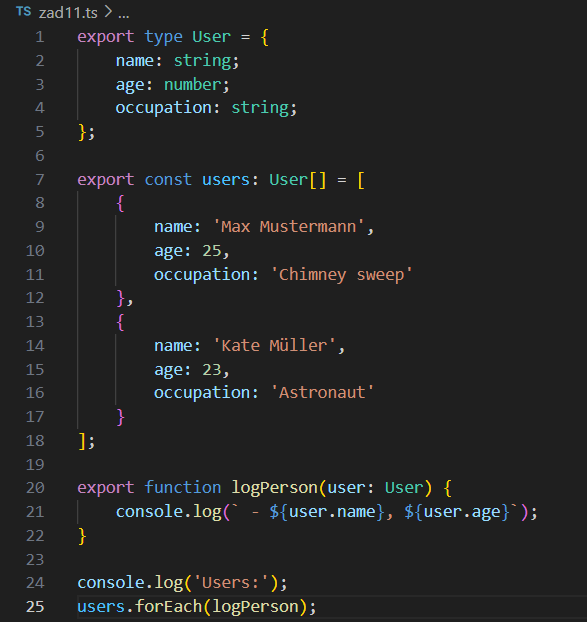 TS zad11.ts > ...
1 export type User = {
2     name: string;
3     age: number;
4     occupation: string;
5 };
6
7 export const users: User[] = [
8     {
9         name: 'Max Mustermann',
10         age: 25,
11         occupation: 'Chimney sweep'
12     },
13     {
14         name: 'Kate Müller',
15         age: 23,
16         occupation: 'Astronaut'
17     }
18 ];
19
20 export function logPerson(user: User) {
21     console.log(` - ${user.name}, ${user.age}`);
22 }
23
24 console.log('Users:');
25 users.forEach(logPerson);